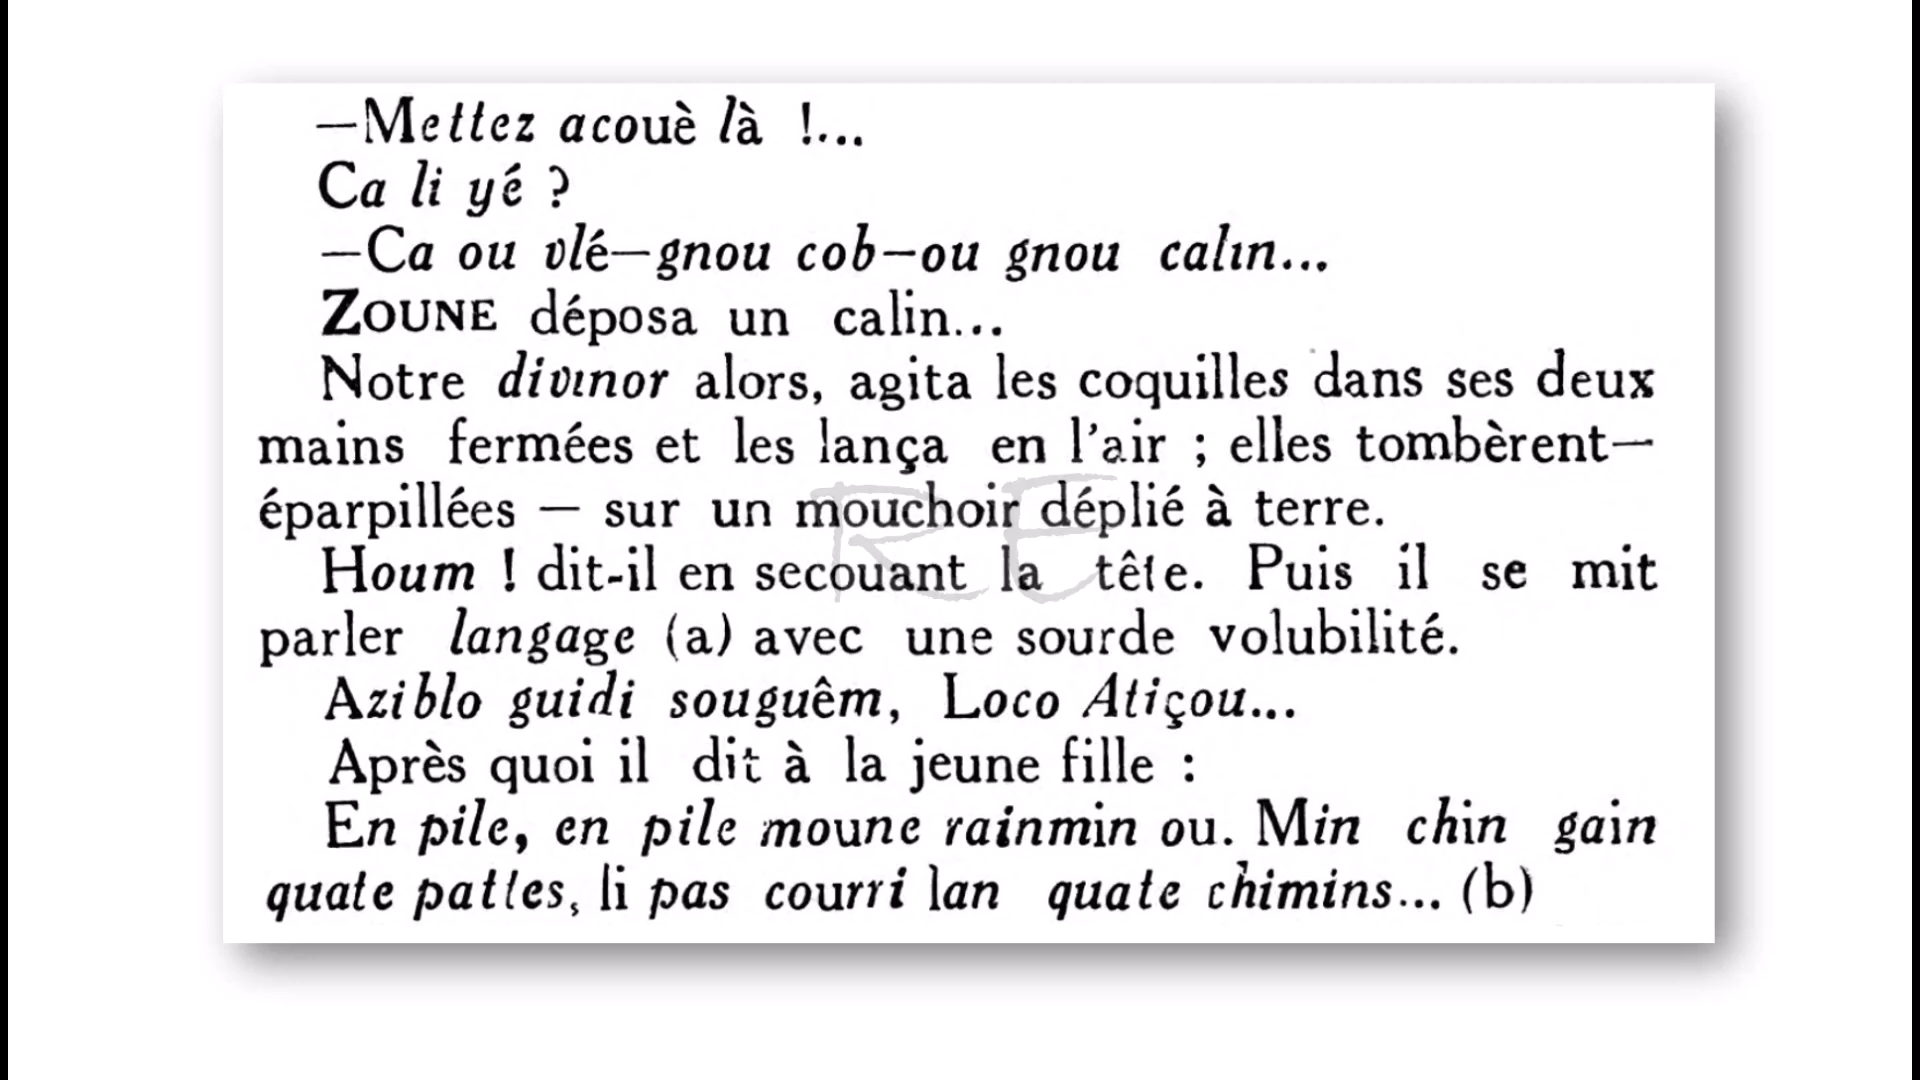 —Mettez acouè là !...
Ca li yé ?
—Ca ou vlé—gnou cob—ou gnou calin...
ZOUNE déposa un calin...
Notre divinor alors, agita les coquilles dans ses deux
mains fermées et les lança en l'air ; elles tombèrent—
éparpillées — sur un mouchoir déplié à terre.
Houm ! dit-il en secouant la tête. Puis il se mit
parler langage (a) avec une sourde volubilité.
Aziblo guidi souguêm, Loco Atiçou...
Après quoi il dit à la jeune fille :
En pile, en pile moune rainmin ou. Min chin gain
quate pattes, li pas courri lan quate chimins... (b)
RE